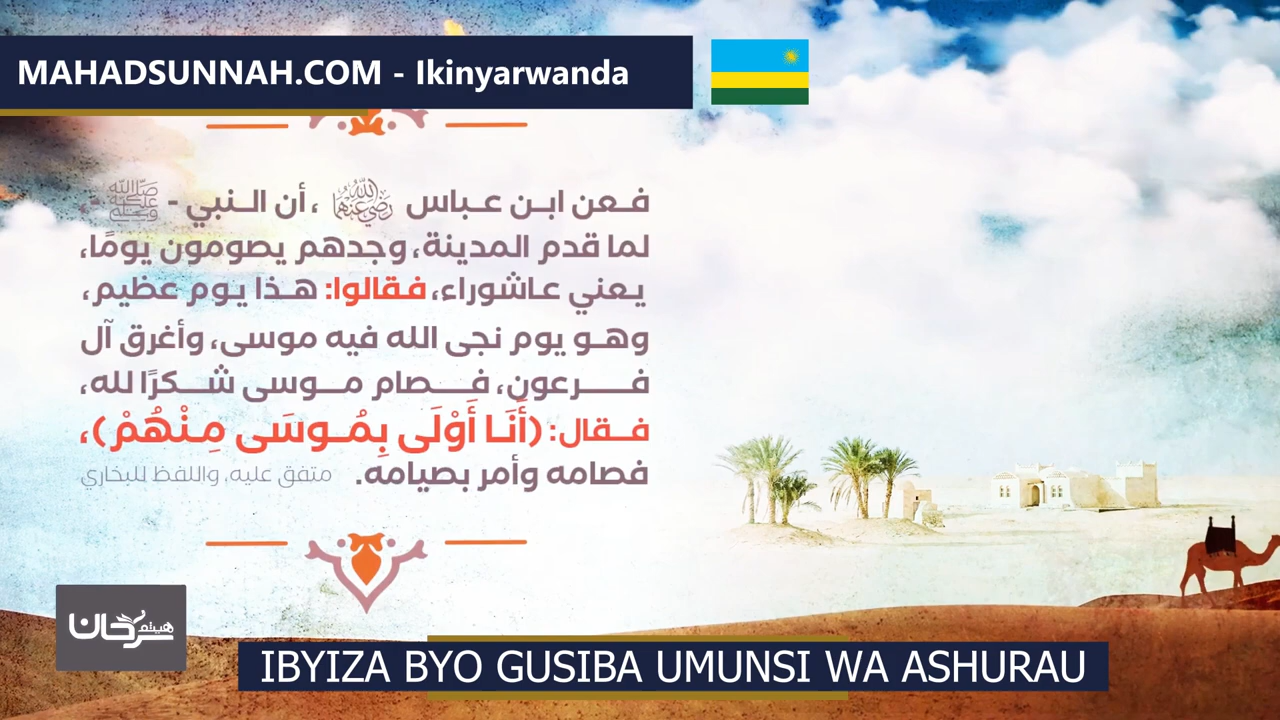 MAHADSUNNAH.COM - Ikinyarwanda
فعن ابن عباس رضي الله عنهما، أن النبي - صلى الله عليه وسلم -
لما قدم المدينة، وجدهم يصومون يومًا،
يعني عاشوراء، فقالوا: هذا يوم عظيم،
وهو يوم نجى الله فيه موسى، وأغرق آل
فرعون، فصام موسى شكرًا لله،
فقال: (أَنَا أَوْلَى بِمُوسَى مِنْهُمْ)،
فصامه وأمر بصيامه. متفق عليه، واللفظ للبخاري
هيثم سرحان
IBYIZA BYO GUSIBA UMUNSI WA ASHURAU